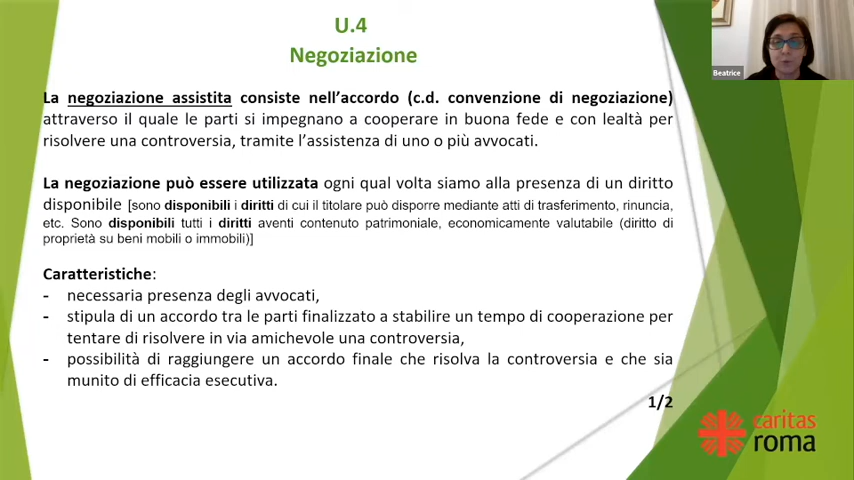 U.4
Negoziazione
Beatrice
La negoziazione assistita consiste nell'accordo (c.d. convenzione di negoziazione)
attraverso il quale le parti si impegnano a cooperare in buona fede e con lealtà per
risolvere una controversia, tramite l'assistenza di uno o più avvocati.
La negoziazione può essere utilizzata ogni qual volta siamo alla presenza di un diritto
disponibile [sono disponibili i diritti di cui il titolare può disporre mediante atti di trasferimento, rinuncia,
etc. Sono disponibili tutti i diritti aventi contenuto patrimoniale, economicamente valutabile (diritto di
proprietà su beni mobili o immobili)]
Caratteristiche:
- necessaria presenza degli avvocati,
- stipula di un accordo tra le parti finalizzato a stabilire un tempo di cooperazione per
tentare di risolvere in via amichevole una controversia,
- possibilità di raggiungere un accordo finale che risolva la controversia e che sia
munito di efficacia esecutiva.
1/2
caritas
roma